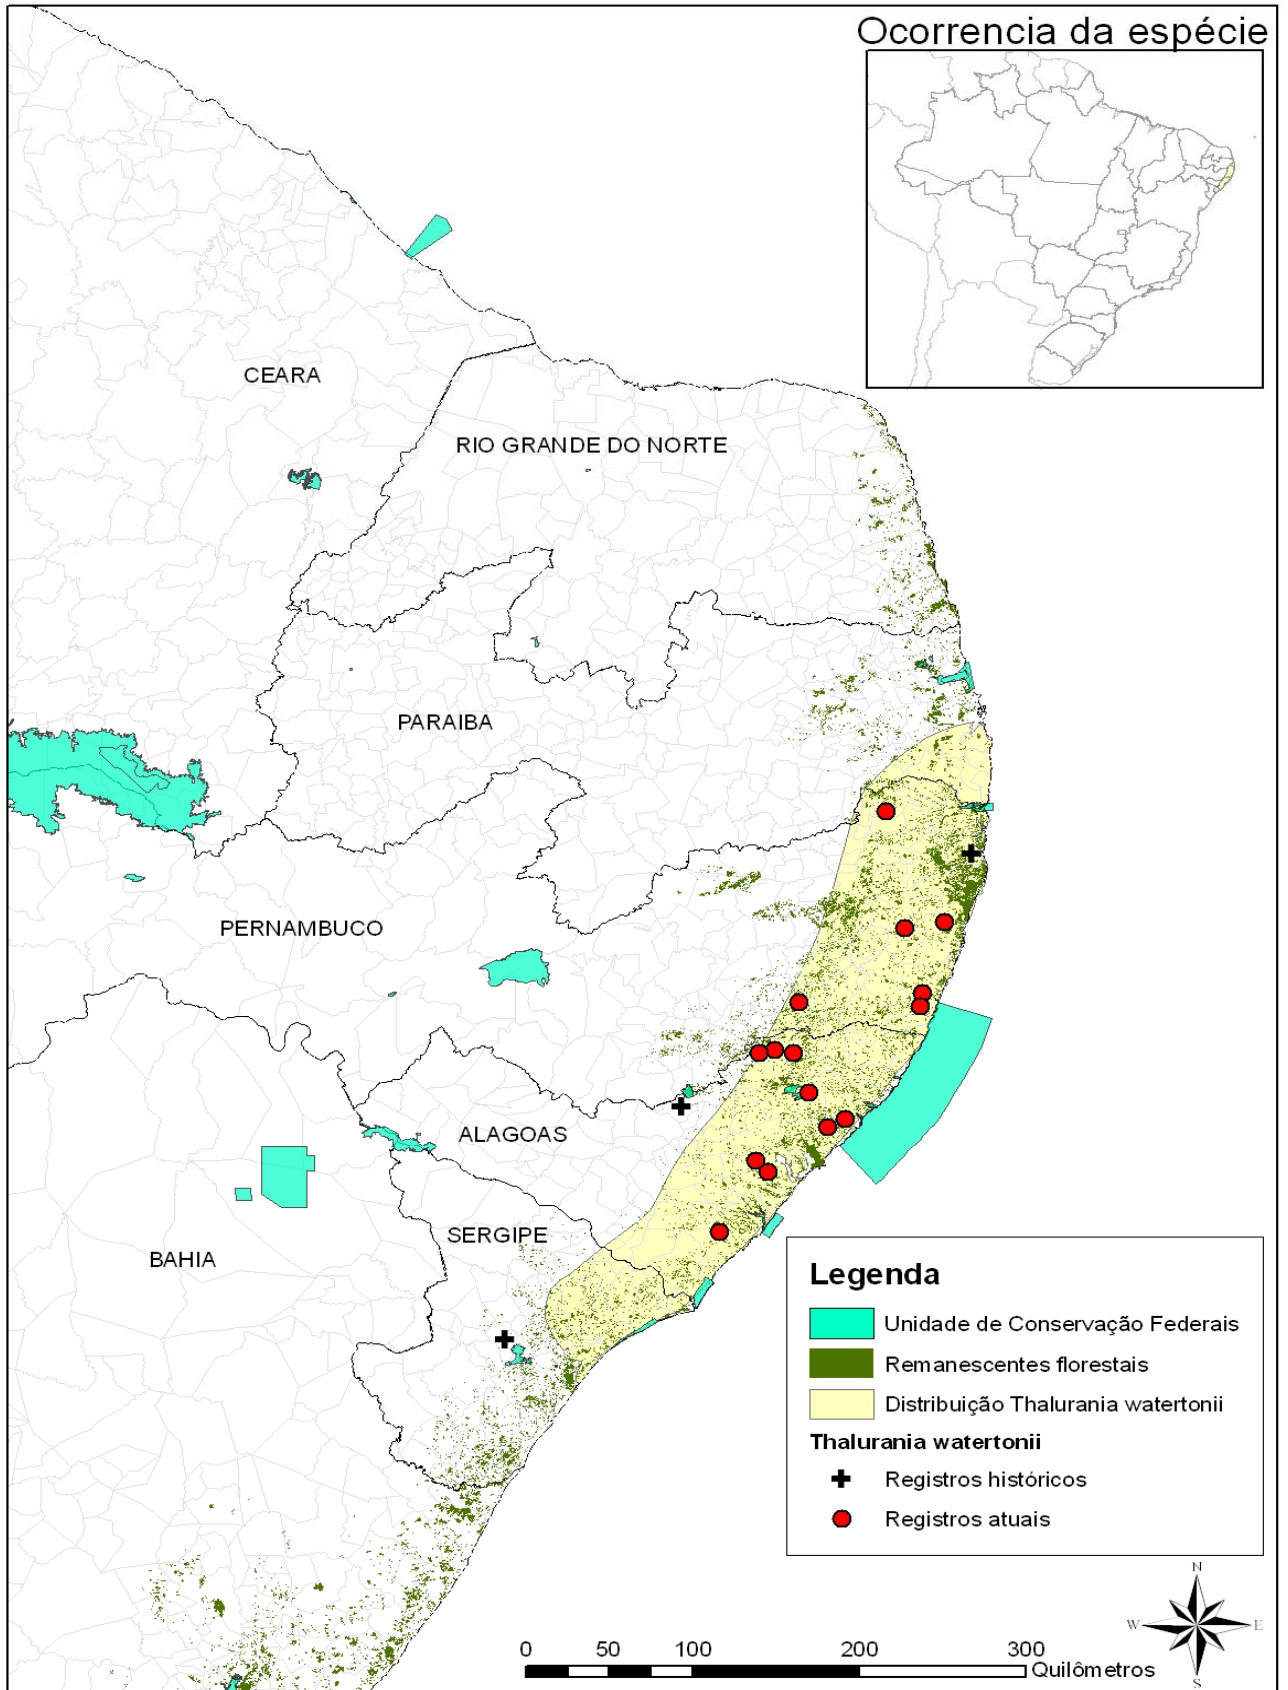 Ocorrencia da espécie
CEARA
RIO GRANDE DO NORTE
PARAIBA
PERNAMBUCO
ALAGOAS
SERGIPE
BAHIA
Legenda
Unidade de Conservação Federais
Remanescentes florestais
Distribuição Thalurania watertonii
Thalurania watertonii
Registros históricos
Registros atuais
N
W E
S
0 50 100 200 300
Quilômetros